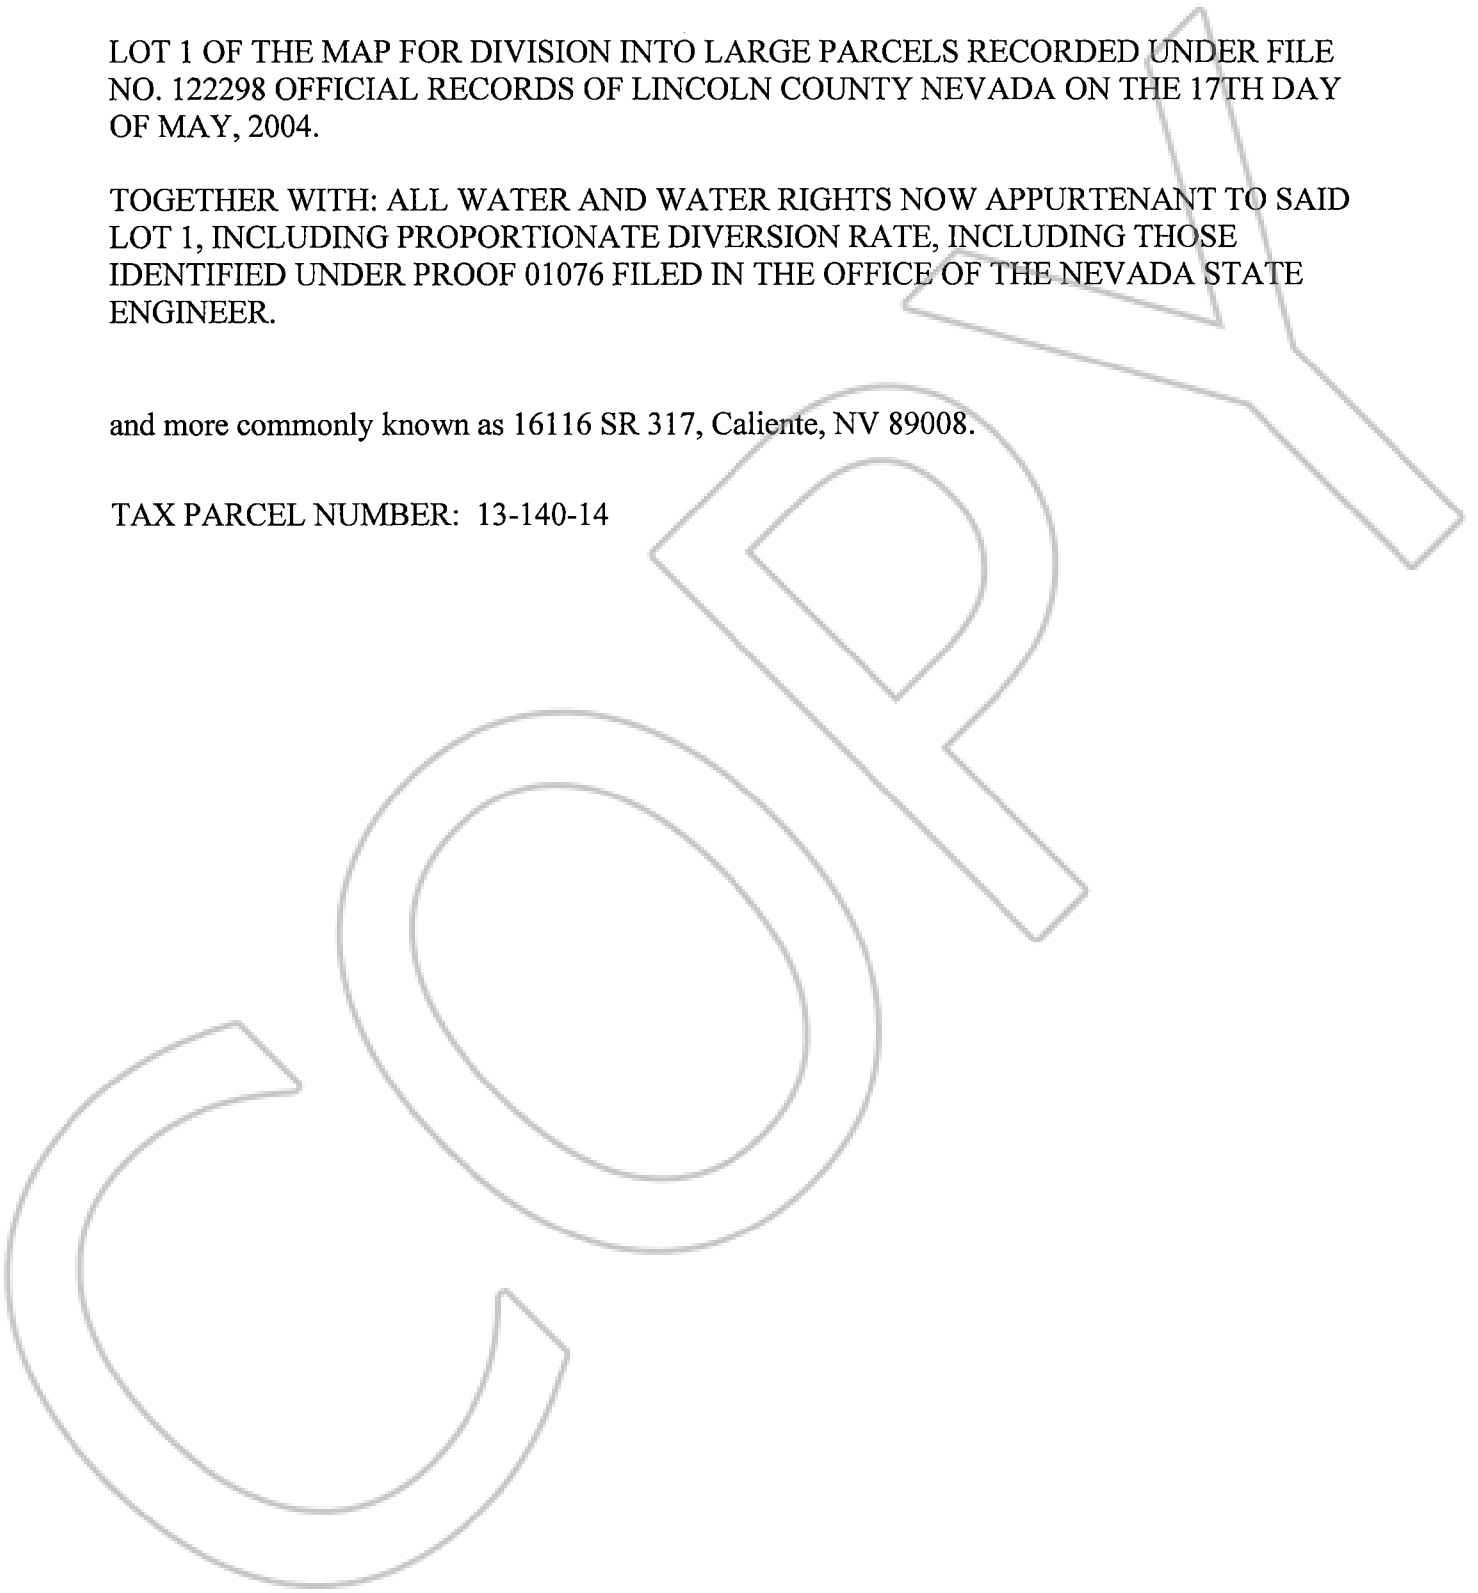 LOT 1 OF THE MAP FOR DIVISION INTO LARGE PARCELS RECORDED UNDER FILE
NO. 122298 OFFICIAL RECORDS OF LINCOLN COUNTY NEVADA ON THE 17TH DAY
OF MAY, 2004.
TOGETHER WITH: ALL WATER AND WATER RIGHTS NOW APPURTENANT TO SAID
LOT 1, INCLUDING PROPORTIONATE DIVERSION RATE, INCLUDING THOSE
IDENTIFIED UNDER PROOF 01076 FILED IN THE OFFICE OF THE NEVADA STATE
ENGINEER.
and more commonly known as 16116 SR 317, Caliente, NV 89008.
TAX PARCEL NUMBER: 13-140-14
COPY